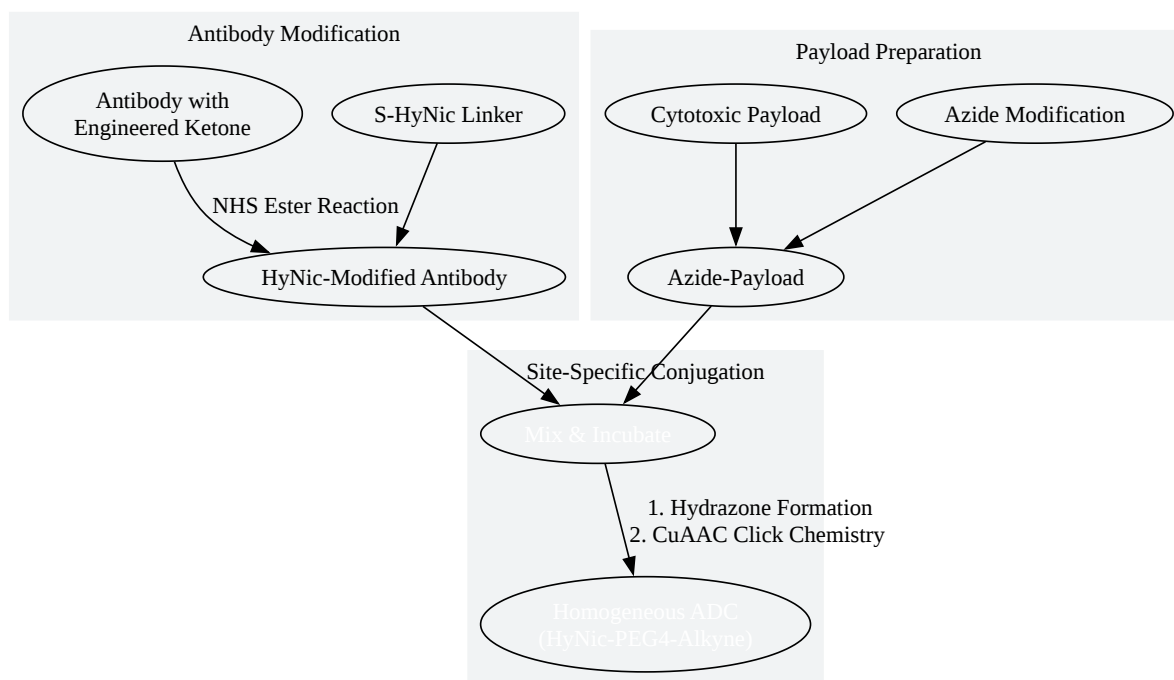 Antibody Modification
Antibody with
Engineered Ketone
S-HyNic Linker
NHS Ester Reaction
HyNic-Modified Antibody
Payload Preparation
Cytotoxic Payload
Azide Modification
Azide-Payload
Site-Specific Conjugation
Mix & Incubate
1. Hydrazone Formation
2. CuAAC Click Chemistry
Homogeneous ADC
(HyNic-PEG4-Alkyne)